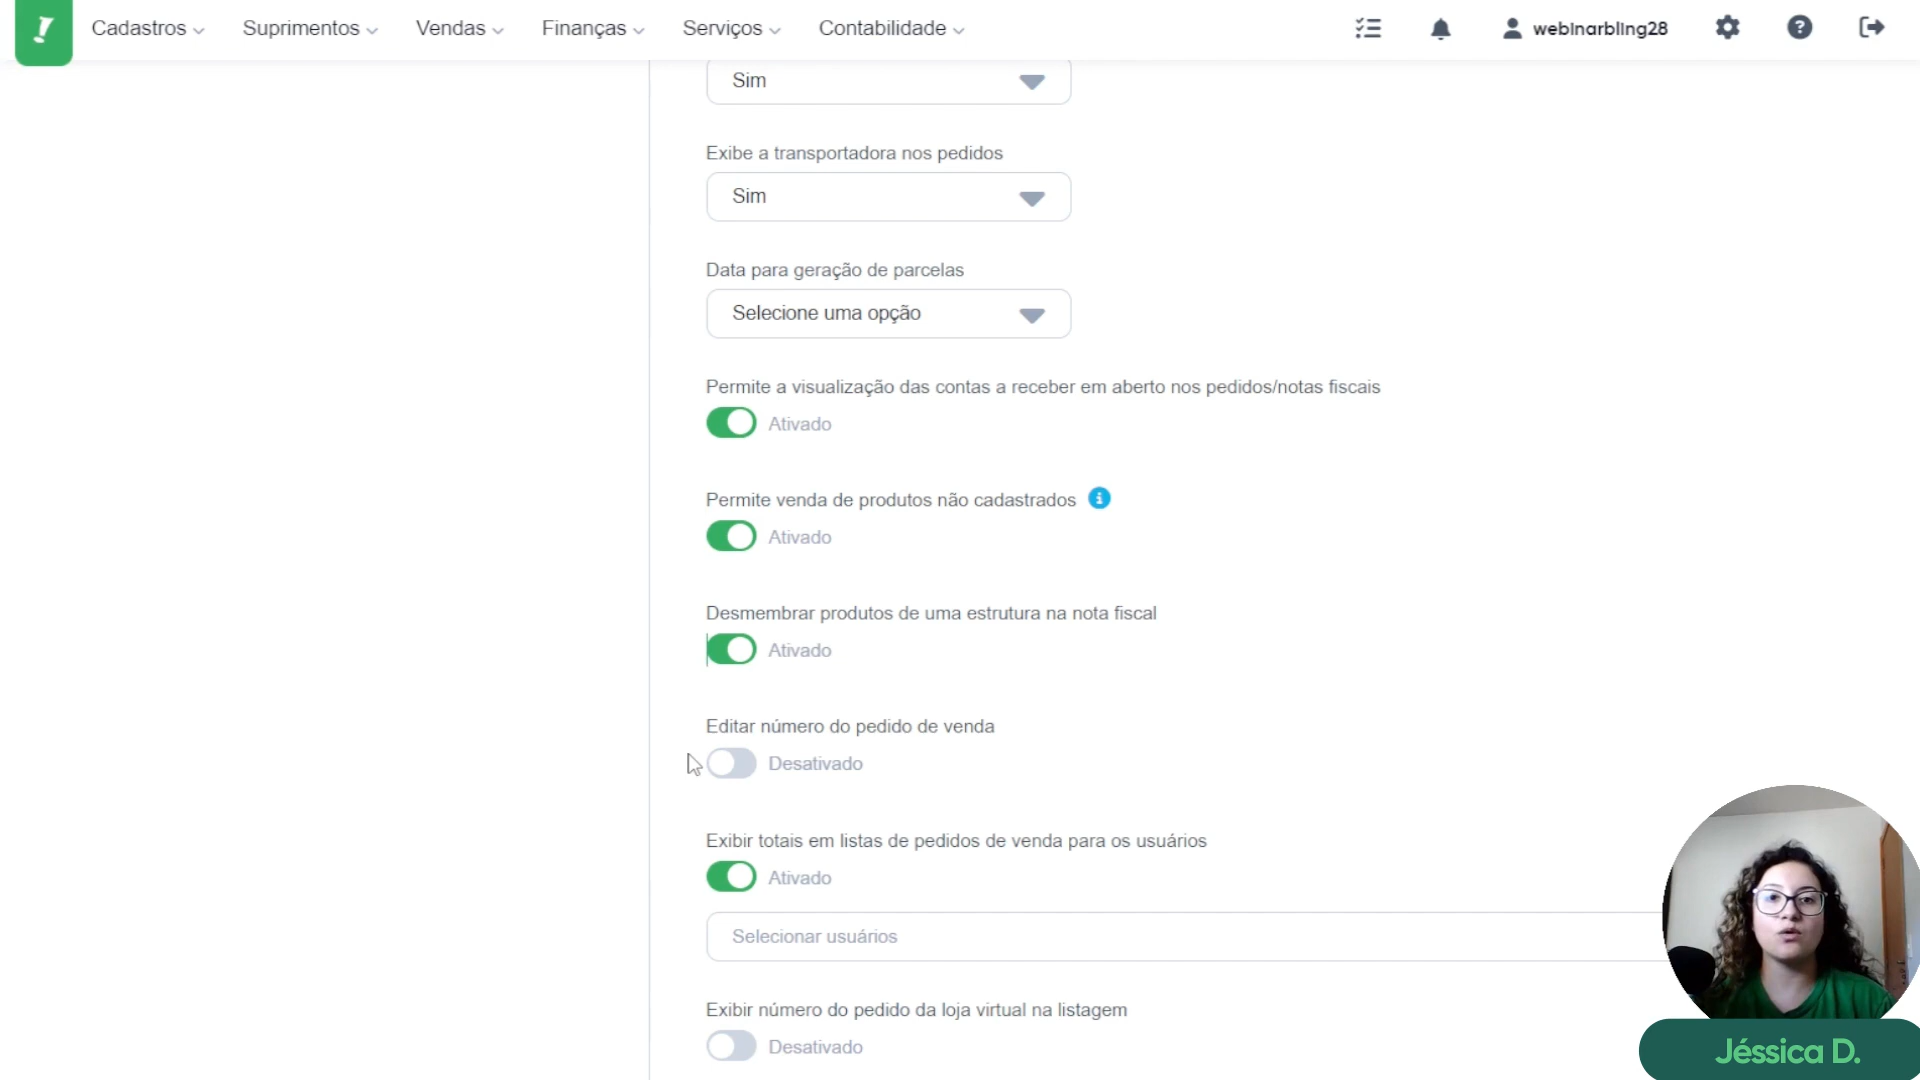 Cadastros Suprimentos Vendas Finanças Serviços Contabilidade webinarbling28
Sim
Exibe a transportadora nos pedidos
Sim
Data para geração de parcelas
Selecione uma opção
Permite a visualização das contas a receber em aberto nos pedidos/notas fiscais
Ativado
Permite venda de produtos não cadastrados
Ativado
Desmembrar produtos de uma estrutura na nota fiscal
Ativado
Editar número do pedido de venda
Desativado
Exibir totais em listas de pedidos de venda para os usuários
Ativado
Selecionar usuários
Exibir número do pedido da loja virtual na listagem
Desativado
Jéssica D.